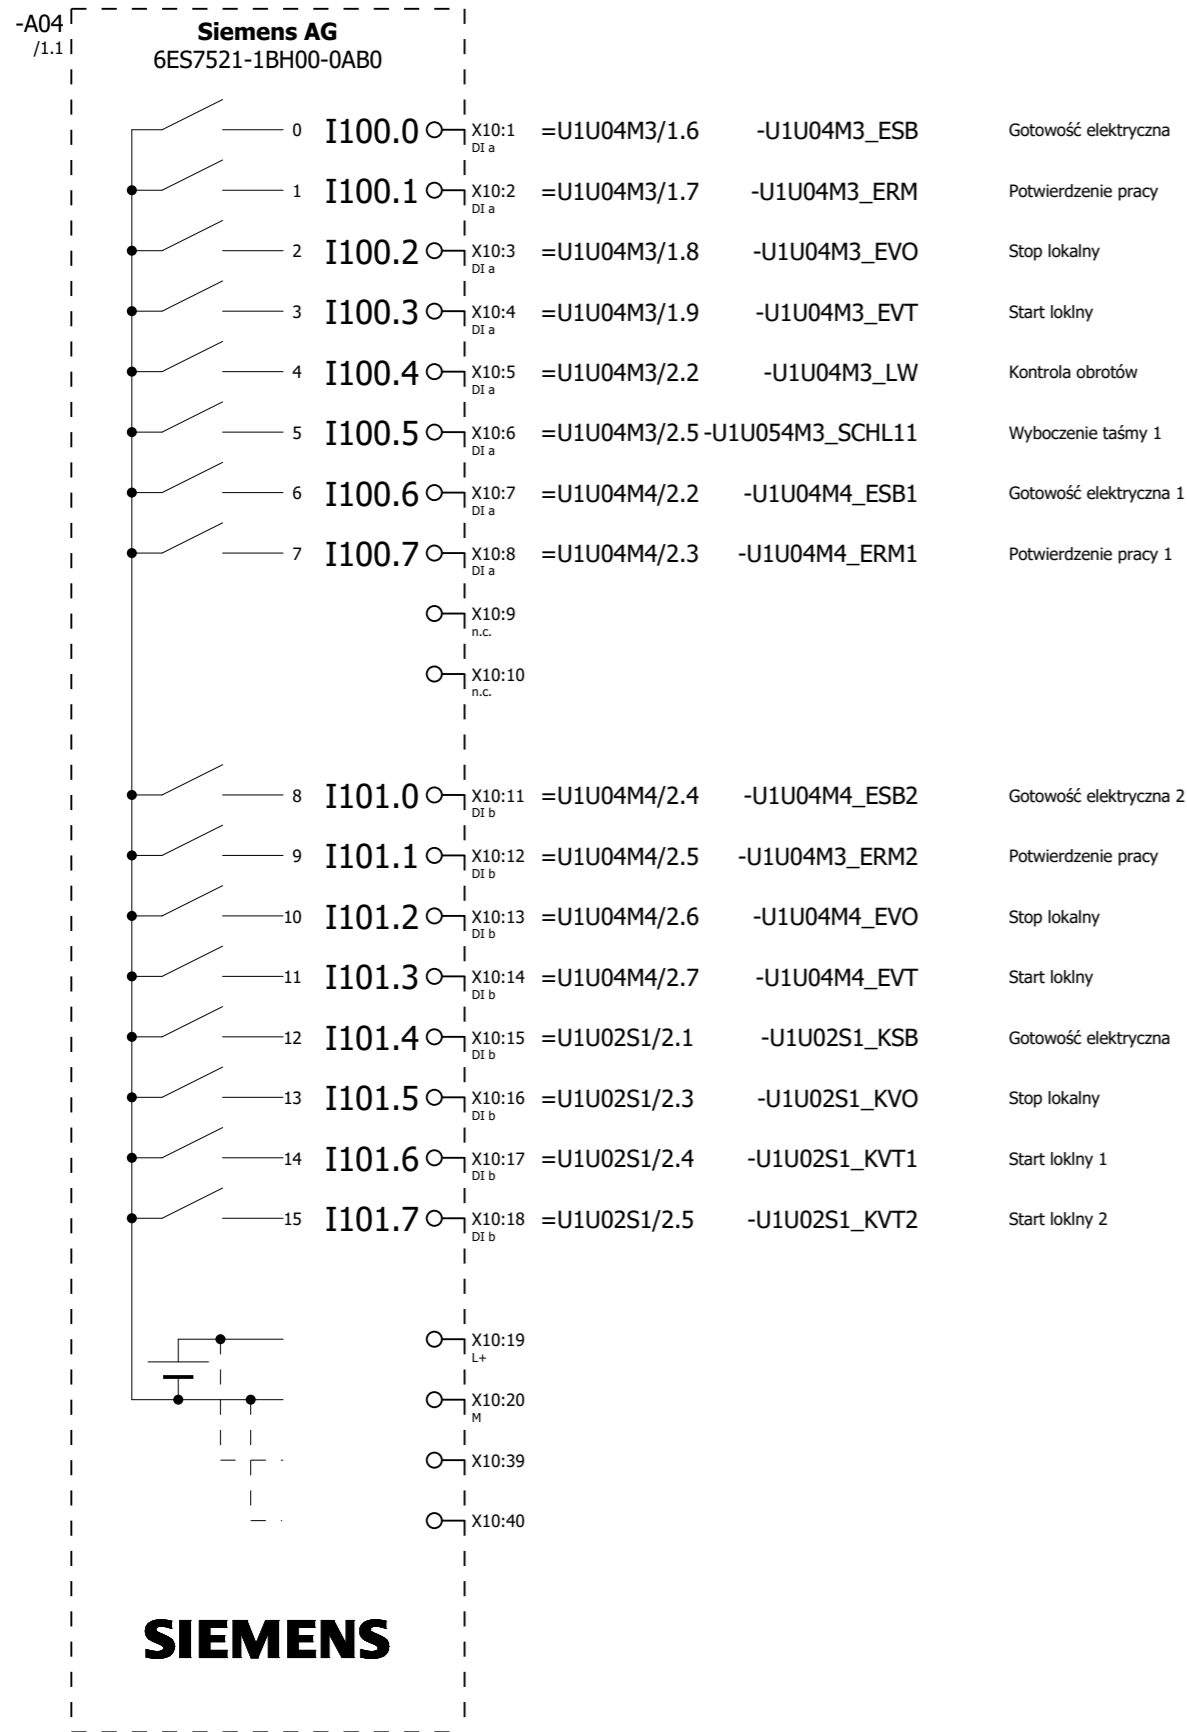 -A04
/1.1
Siemens AG
6ES7521-1BH00-0AB0
0 I100.0 X10:1 =U1U04M3/1.6 -U1U04M3_ESB Gotowość elektryczna
DI a
1 I100.1 X10:2 =U1U04M3/1.7 -U1U04M3_ERM Potwierdzenie pracy
DI a
2 I100.2 X10:3 =U1U04M3/1.8 -U1U04M3_EVO Stop lokalny
DI a
3 I100.3 X10:4 =U1U04M3/1.9 -U1U04M3_EVT Start loklny
DI a
4 I100.4 X10:5 =U1U04M3/2.2 -U1U04M3_LW Kontrola obrotów
DI a
5 I100.5 X10:6 =U1U04M3/2.5 -U1U054M3_SCHL11 Wyboczenie taśmy 1
DI a
6 I100.6 X10:7 =U1U04M4/2.2 -U1U04M4_ESB1 Gotowość elektryczna 1
DI a
7 I100.7 X10:8 =U1U04M4/2.3 -U1U04M4_ERM1 Potwierdzenie pracy 1
DI a
X10:9
n.c.
X10:10
n.c.
8 I101.0 X10:11 =U1U04M4/2.4 -U1U04M4_ESB2 Gotowość elektryczna 2
DI b
9 I101.1 X10:12 =U1U04M4/2.5 -U1U04M3_ERM2 Potwierdzenie pracy
DI b
10 I101.2 X10:13 =U1U04M4/2.6 -U1U04M4_EVO Stop lokalny
DI b
11 I101.3 X10:14 =U1U04M4/2.7 -U1U04M4_EVT Start loklny
DI b
12 I101.4 X10:15 =U1U02S1/2.1 -U1U02S1_KSB Gotowość elektryczna
DI b
13 I101.5 X10:16 =U1U02S1/2.3 -U1U02S1_KVO Stop lokalny
DI b
14 I101.6 X10:17 =U1U02S1/2.4 -U1U02S1_KVT1 Start loklny 1
DI b
15 I101.7 X10:18 =U1U02S1/2.5 -U1U02S1_KVT2 Start loklny 2
DI b
X10:19
L+
X10:20
M
X10:39
X10:40
SIEMENS